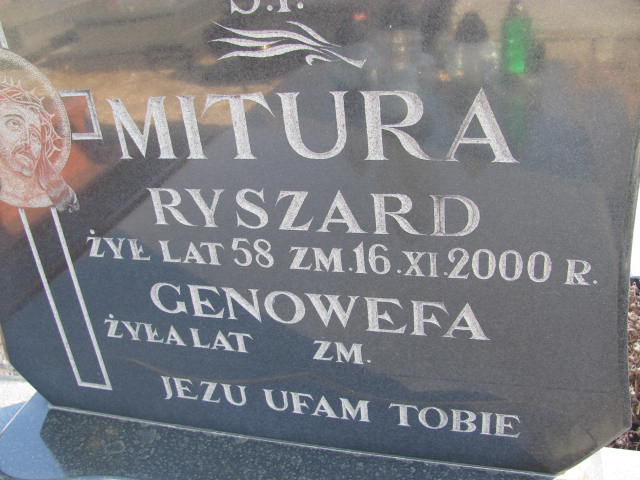 Ś.P.
MITURA
RYSZARD
ŻYŁ LAT 58 ZM. 16.XI.2000 R.
GENOWEFA
ŻYŁA LAT ZM.
JEZU UFAM TOBIE